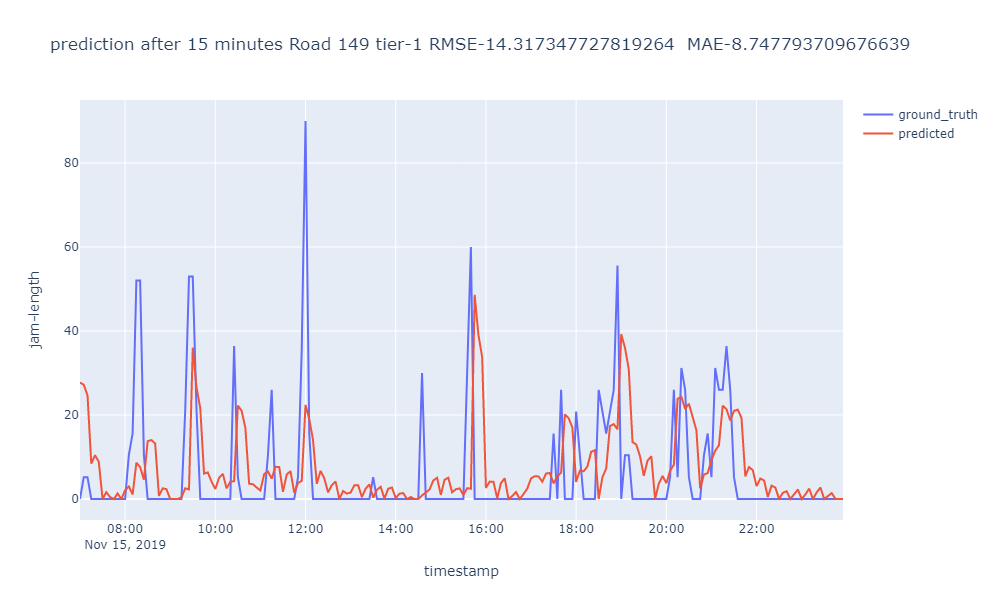 prediction after 15 minutes Road 149 tier-1 RMSE-14.317347727819264  MAE-8.747793709676639
ground_truth
predicted
80
60
40
20
0
jam-length
08:00 10:00 12:00 14:00 16:00 18:00 20:00 22:00
Nov 15, 2019
timestamp